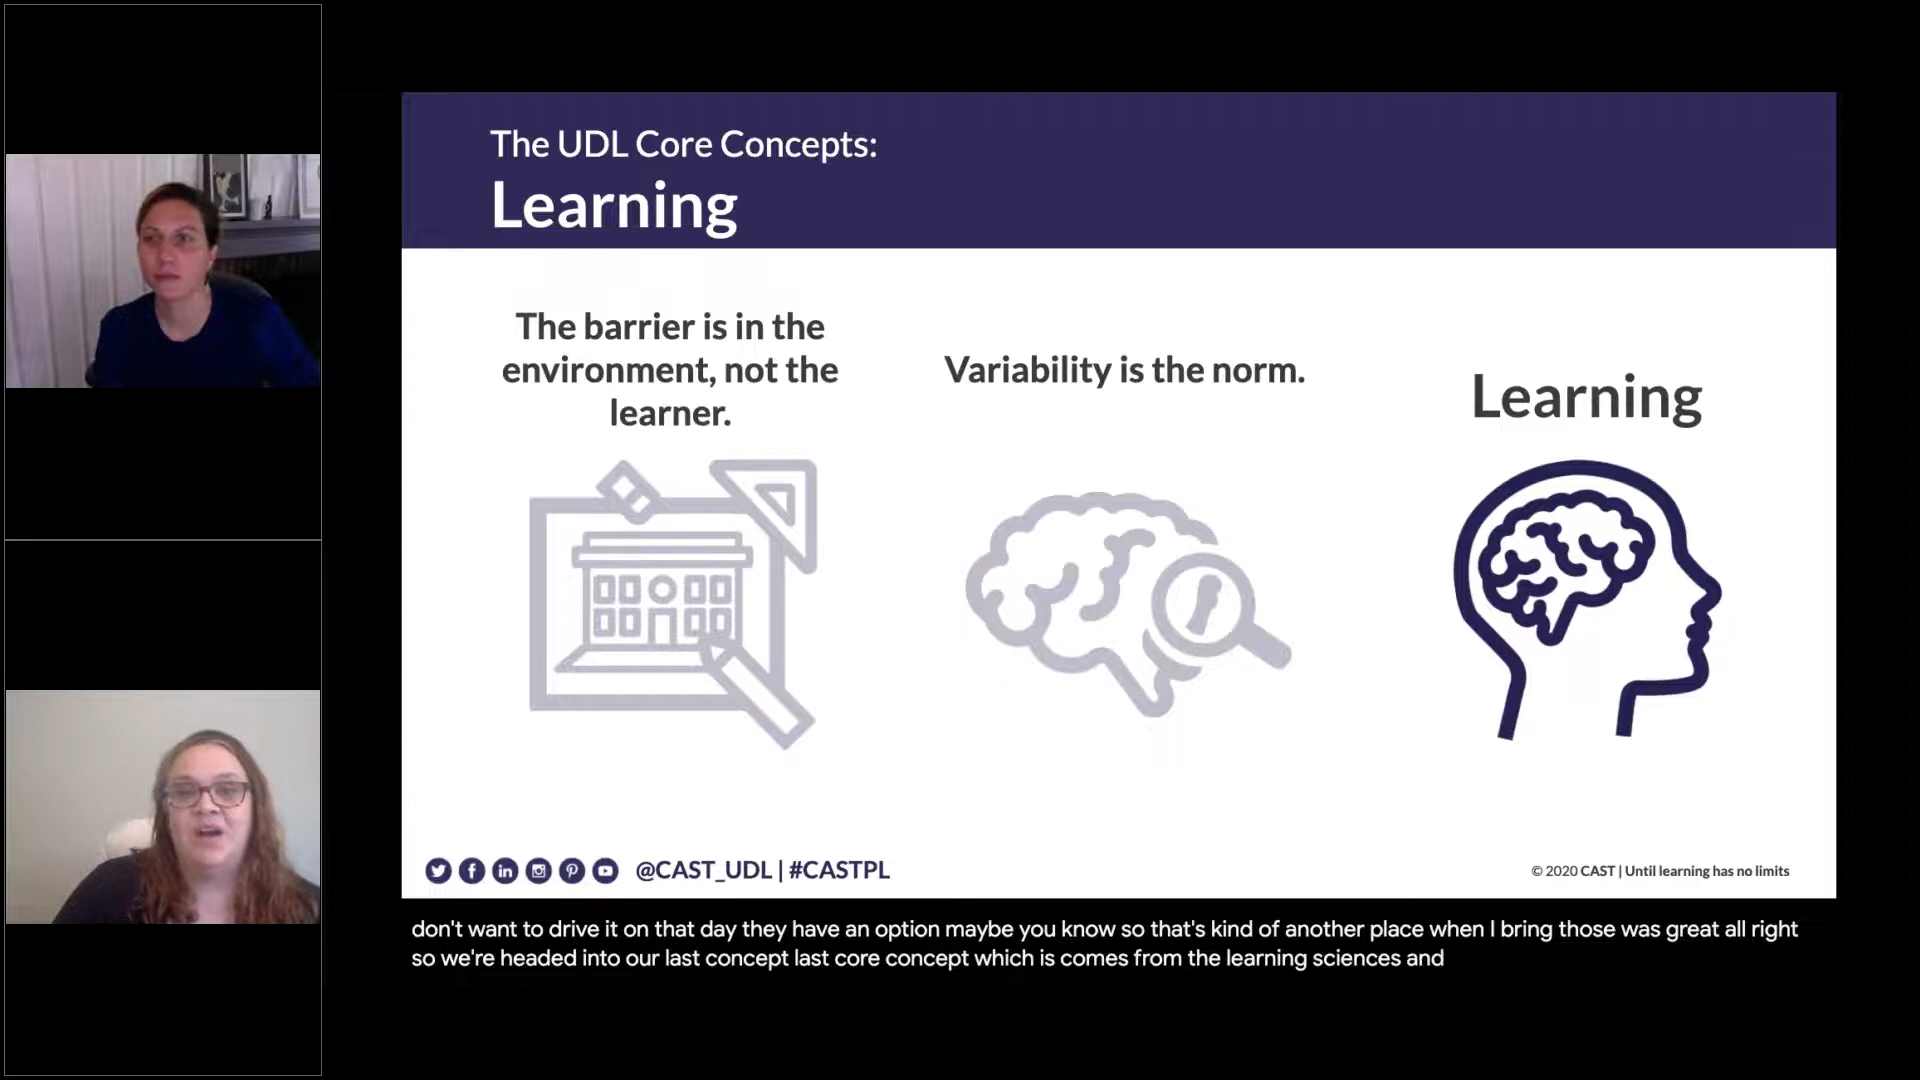 The UDL Core Concepts:
Learning
The barrier is in the
environment, not the
learner.
Variability is the norm.
Learning
@CAST_UDL | #CASTPL
© 2020 CAST | Until learning has no limits
don't want to drive it on that day they have an option maybe you know so that's kind of another place when I bring those was great all right
so we're headed into our last concept last core concept which is comes from the learning sciences and